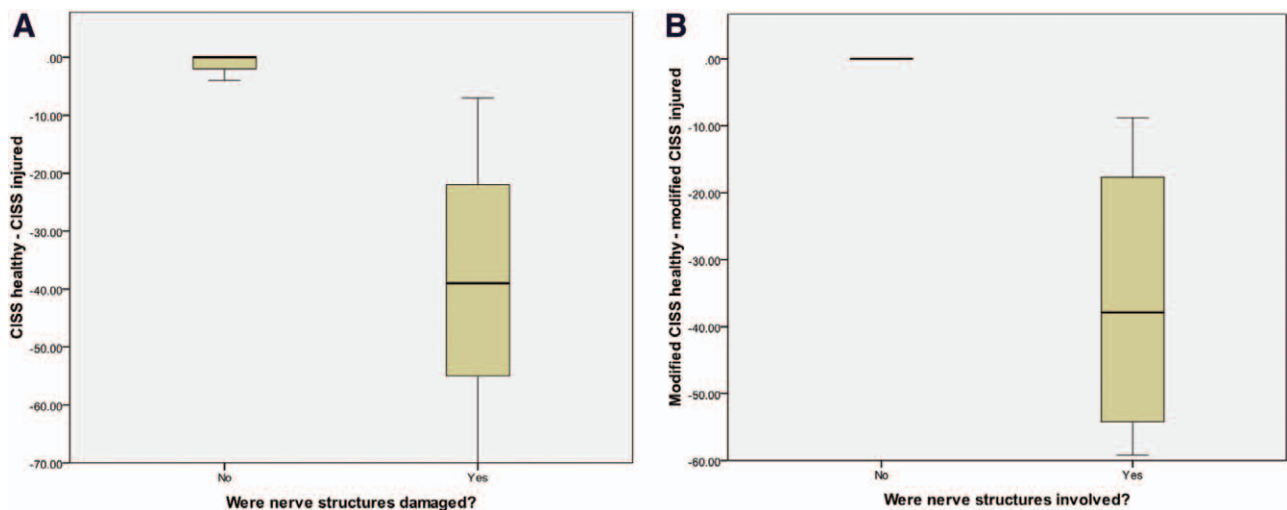 A
CISS healthy - CISS injured
.00
-10.00
-20.00
-30.00
-40.00
-50.00
-60.00
-70.00
No
Yes
Were nerve structures damaged?
B
Modified CISS healthy - modified CISS injured
.00
-10.00
-20.00
-30.00
-40.00
-50.00
-60.00
No
Yes
Were nerve structures involved?